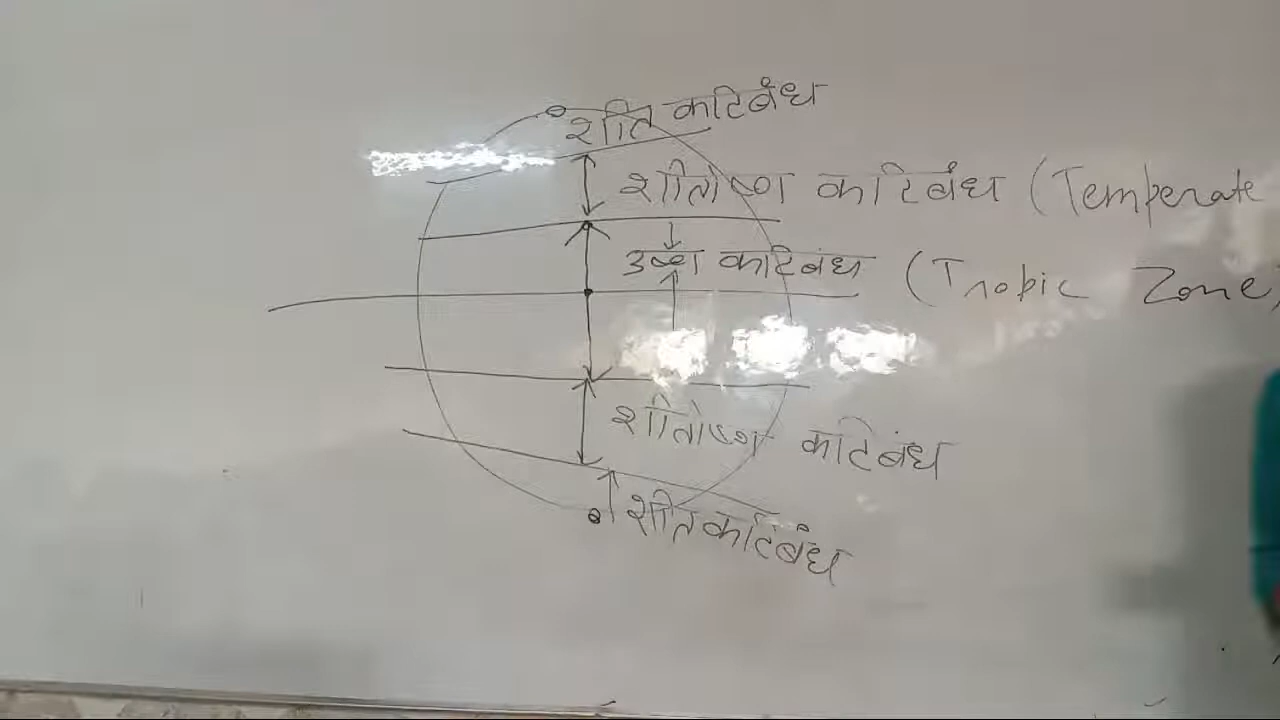 शीत कटिबंध
शीतोष्ण कटिबंध (Temperate
उष्ण कटिबंध (Tropic Zone)
शीतोष्ण कटिबंध
शीत कटिबंध